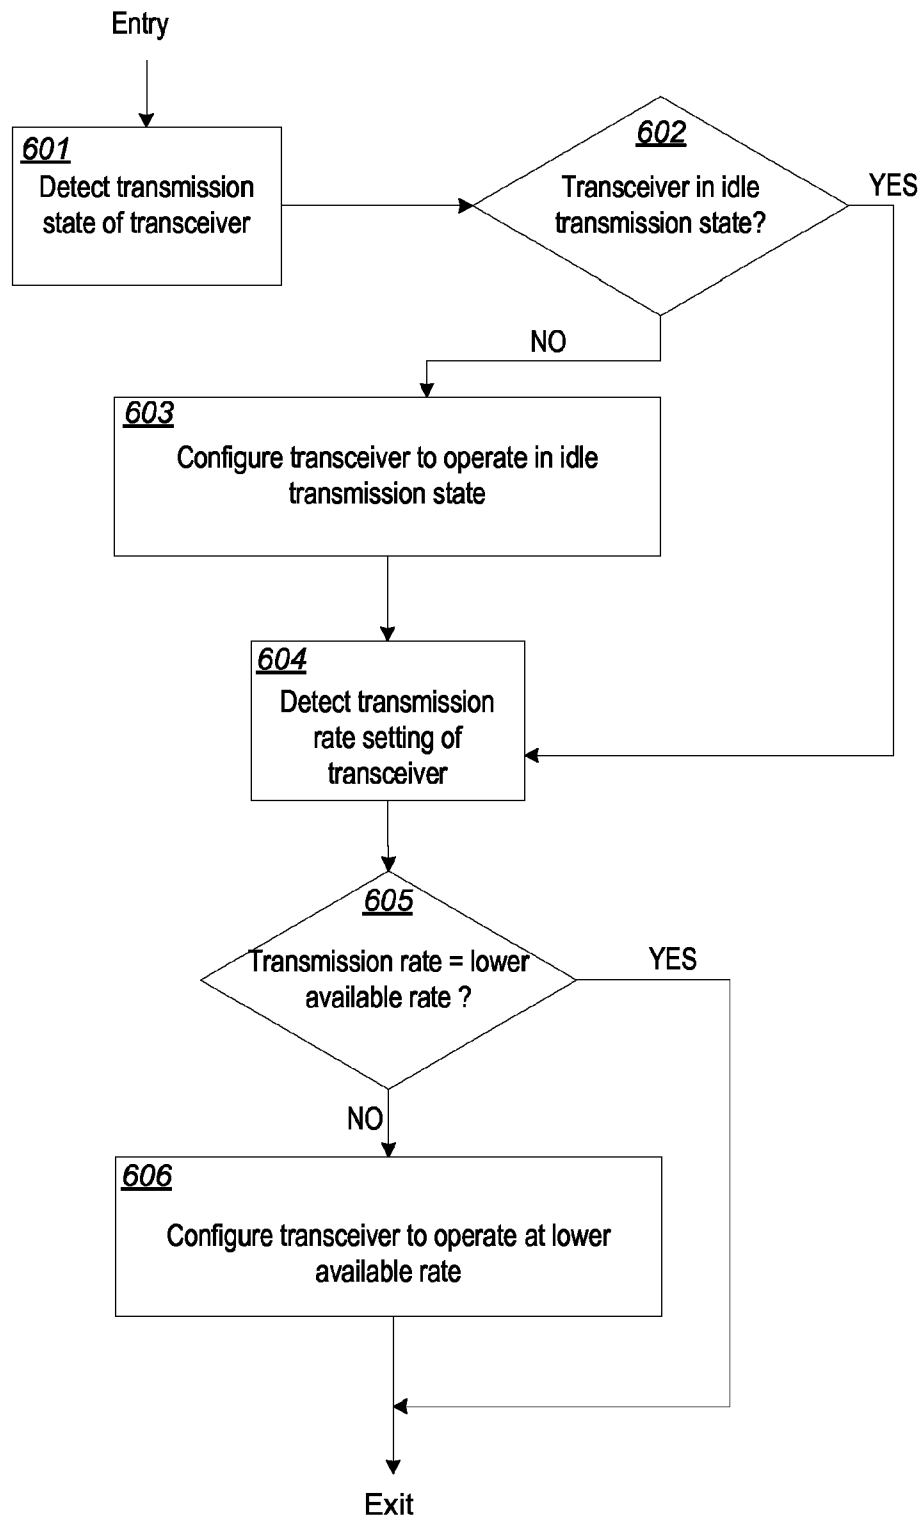 Entry
601
Detect transmission
state of transceiver
602
Transceiver in idle
transmission state?
YES
NO
603
Configure transceiver to operate in idle
transmission state
604
Detect transmission
rate setting of
transceiver
605
Transmission rate = lower
available rate ?
YES
NO
606
Configure transceiver to operate at lower
available rate
Exit